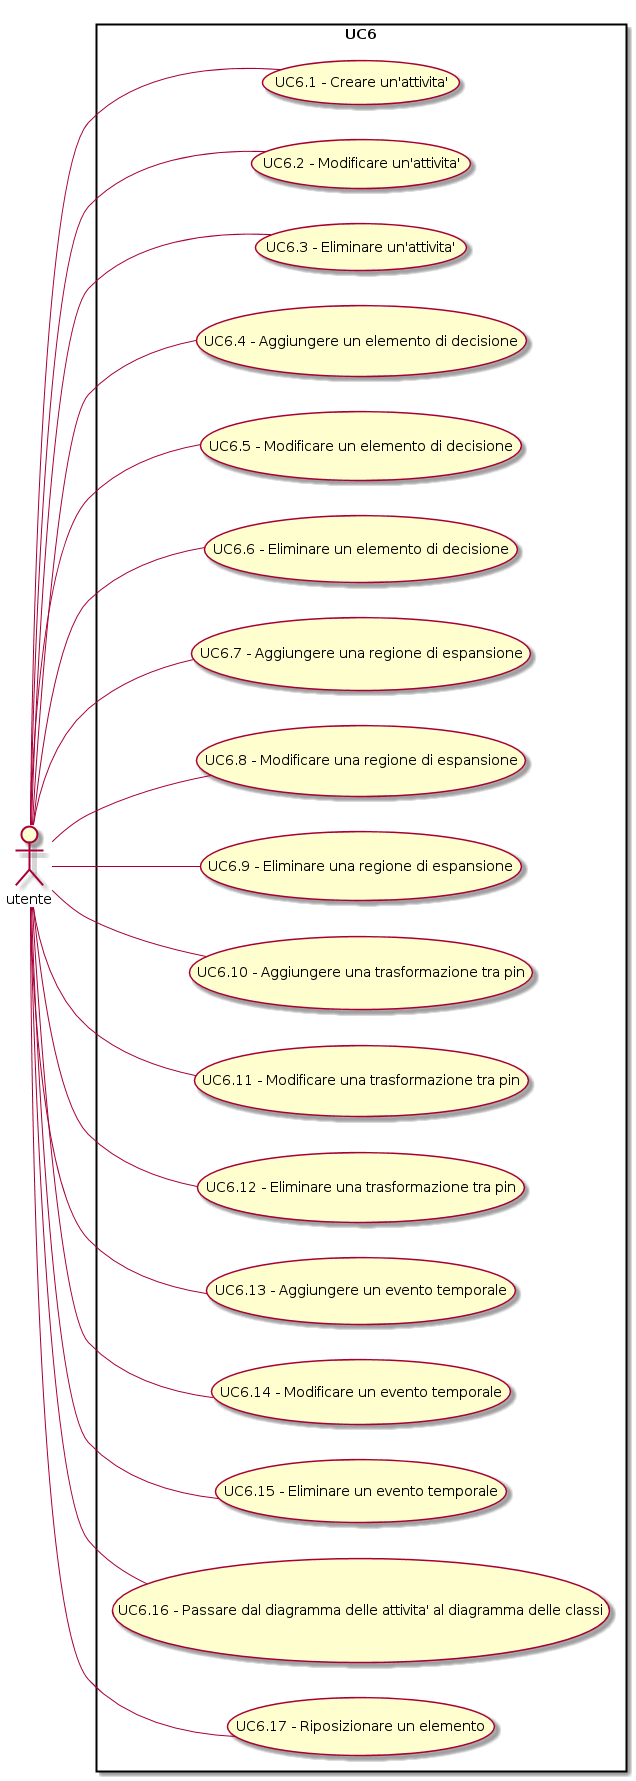 UC6
UC6.1 - Creare un'attivita'
UC6.2 - Modificare un'attivita'
UC6.3 - Eliminare un'attivita'
UC6.4 - Aggiungere un elemento di decisione
UC6.5 - Modificare un elemento di decisione
UC6.6 - Eliminare un elemento di decisione
UC6.7 - Aggiungere una regione di espansione
UC6.8 - Modificare una regione di espansione
UC6.9 - Eliminare una regione di espansione
utente
UC6.10 - Aggiungere una trasformazione tra pin
UC6.11 - Modificare una trasformazione tra pin
UC6.12 - Eliminare una trasformazione tra pin
UC6.13 - Aggiungere un evento temporale
UC6.14 - Modificare un evento temporale
UC6.15 - Eliminare un evento temporale
UC6.16 - Passare dal diagramma delle attivita' al diagramma delle classi
UC6.17 - Riposizionare un elemento